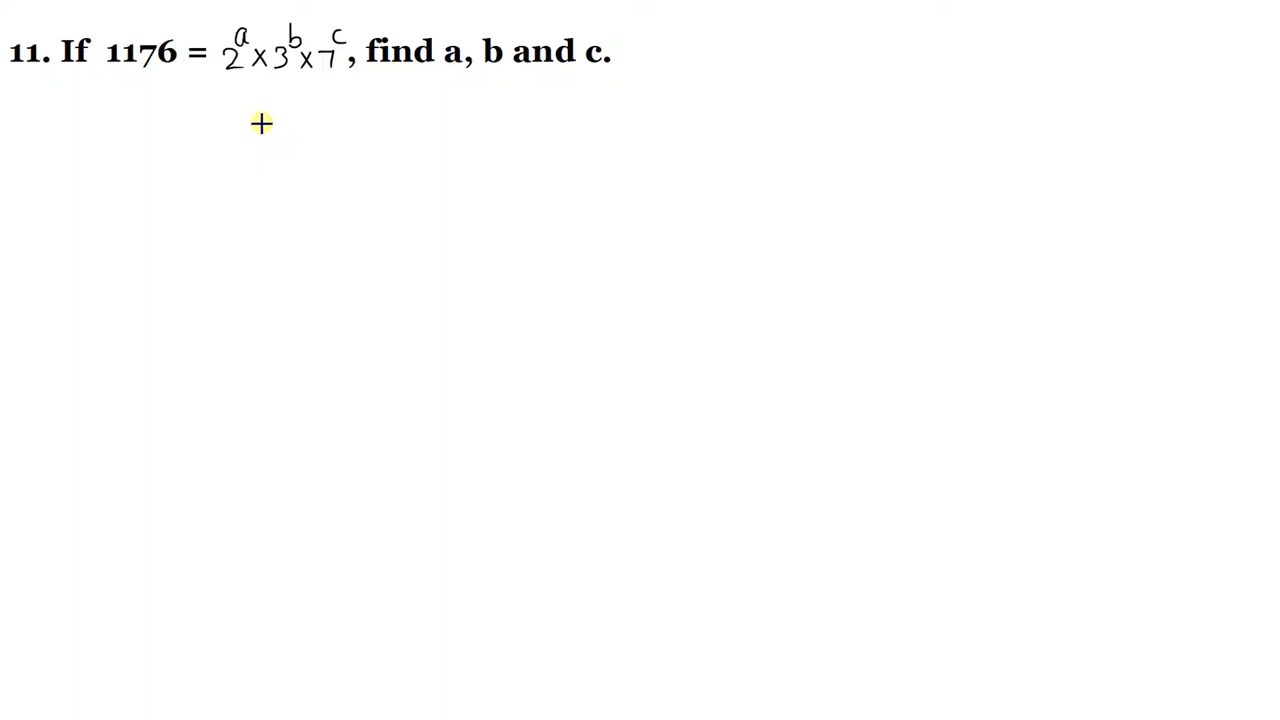 11. If 1176 = 2ᵃ × 3ᵇ × 7ᶜ, find a, b and c.